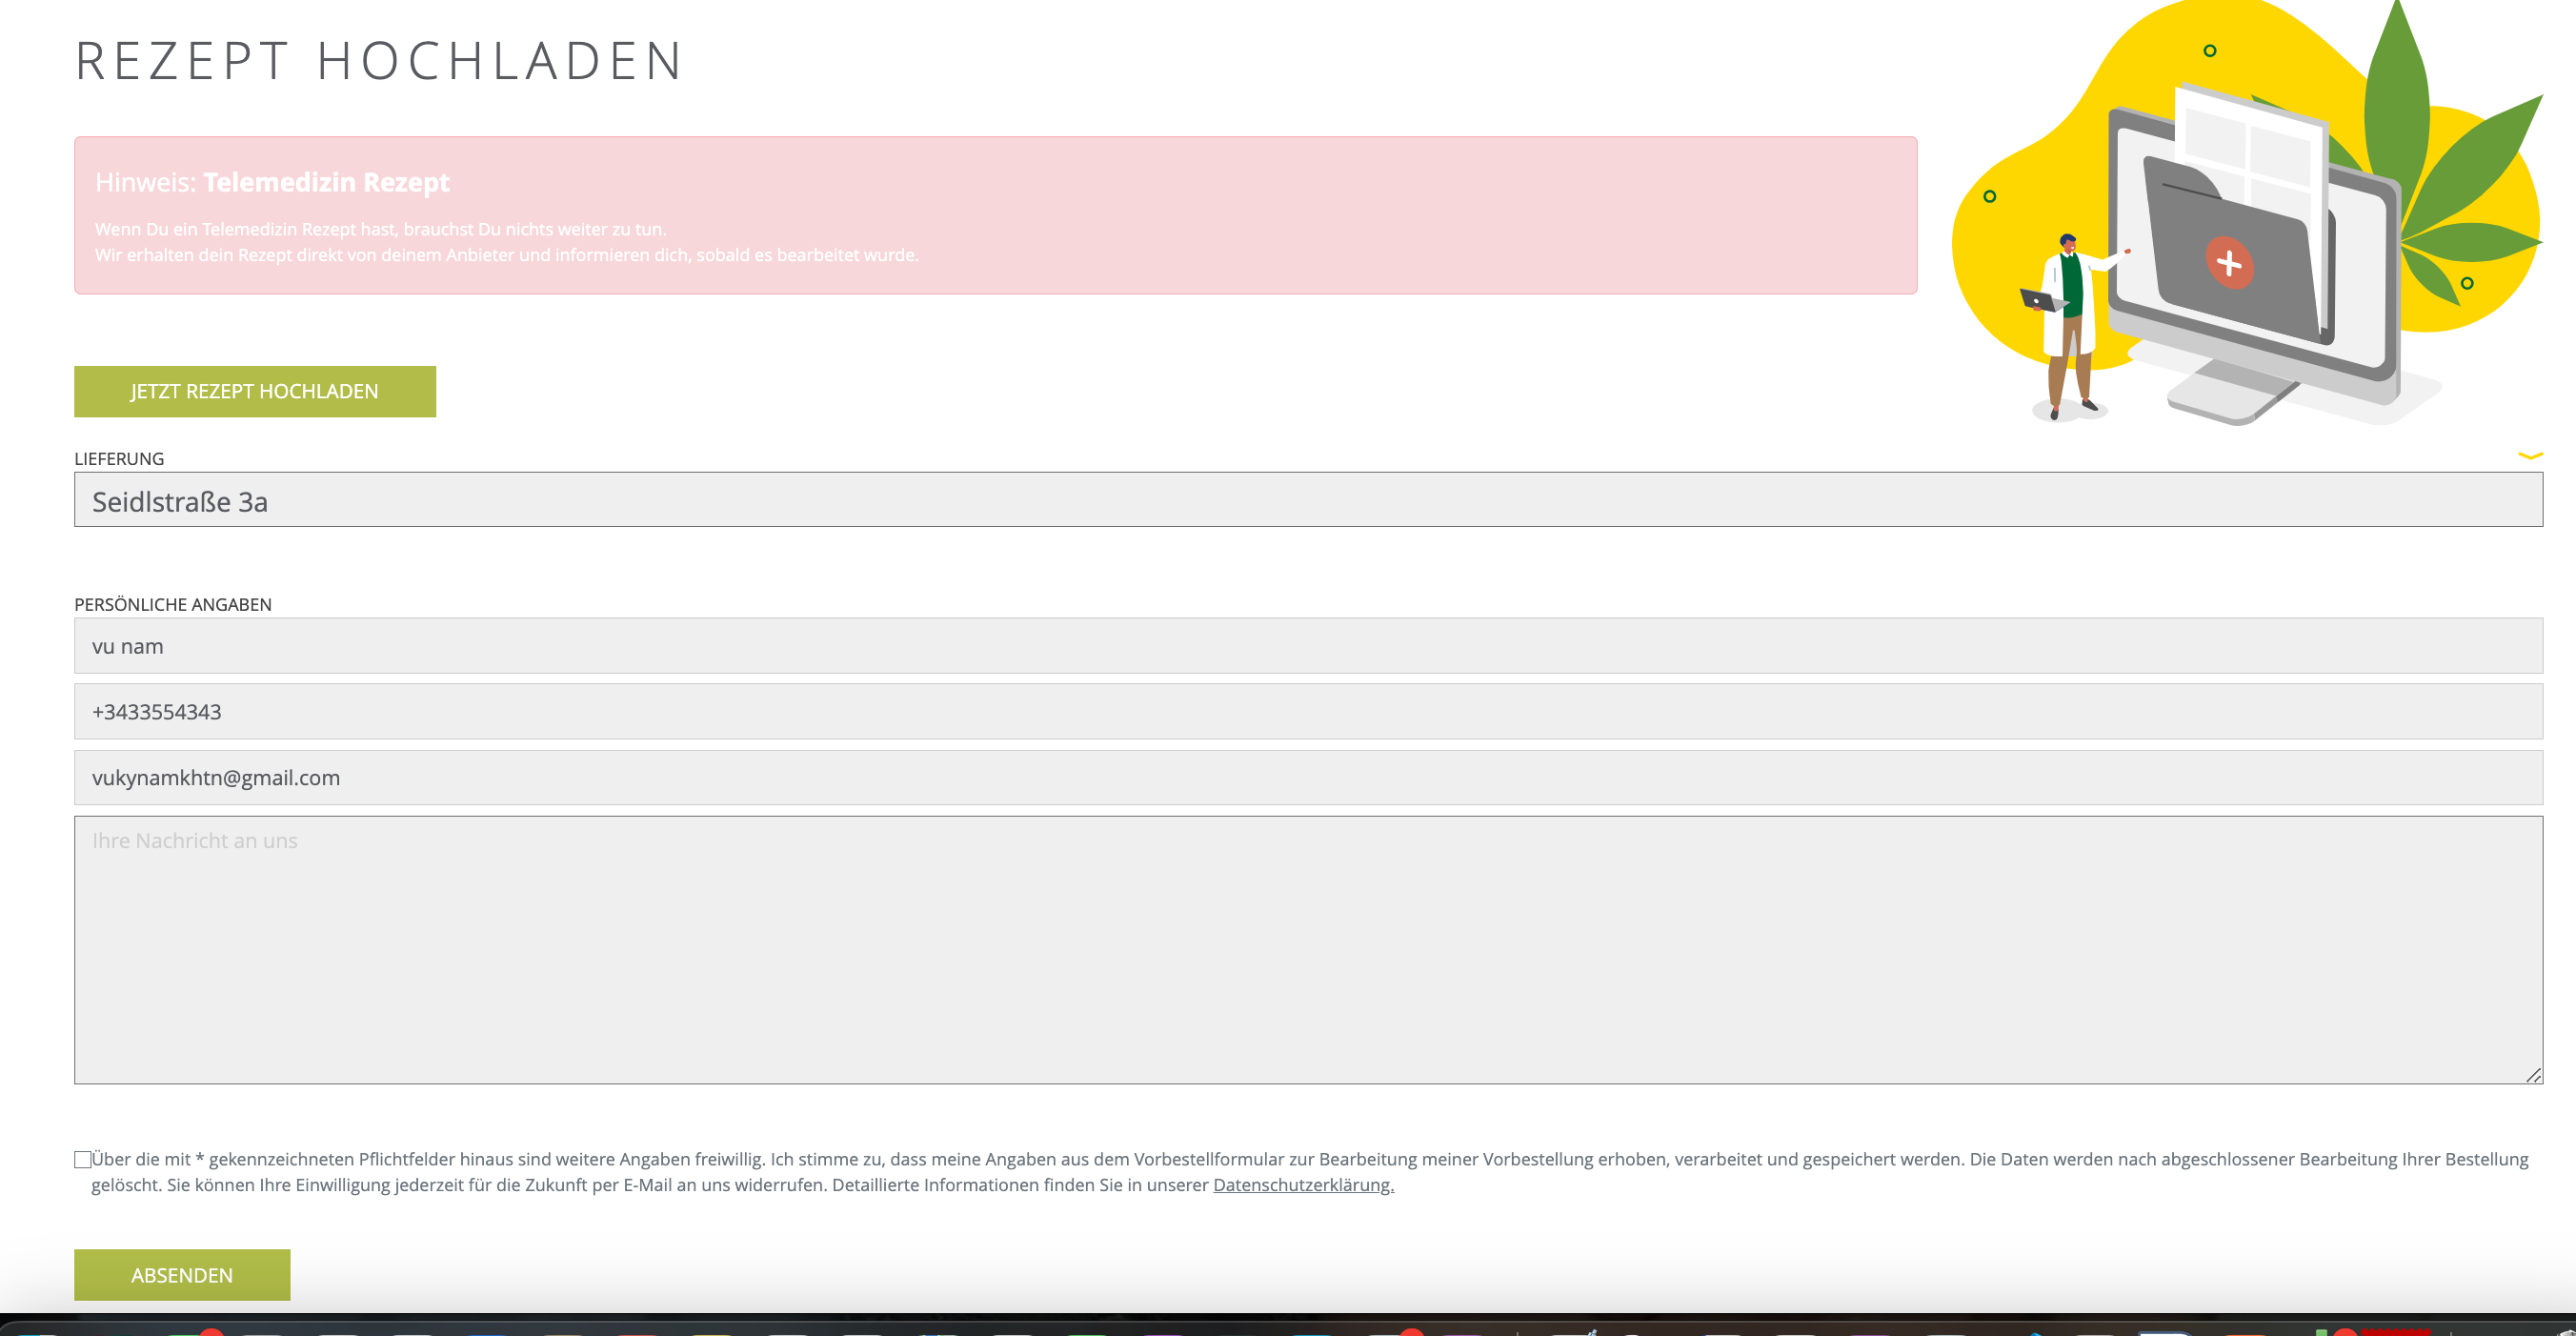 REZEPT HOCHLADEN
Hinweis: Telemedizin Rezept
Wenn Du ein Telemedizin Rezept hast, brauchst Du nichts weiter zu tun.
Wir erhalten dein Rezept direkt von deinem Anbieter und informieren dich, sobald es bearbeitet wurde.
JETZT REZEPT HOCHLADEN
LIEFERUNG
Seidlstraße 3a
PERSÖNLICHE ANGABEN
vu nam
+3433554343
vukynamkhtn@gmail.com
Ihre Nachricht an uns
Über die mit * gekennzeichneten Pflichtfelder hinaus sind weitere Angaben freiwillig. Ich stimme zu, dass meine Angaben aus dem Vorbestellformular zur Bearbeitung meiner Vorbestellung erhoben, verarbeitet und gespeichert werden. Die Daten werden nach abgeschlossener Bearbeitung Ihrer Bestellung
gelöscht. Sie können Ihre Einwilligung jederzeit für die Zukunft per E-Mail an uns widerrufen. Detaillierte Informationen finden Sie in unserer Datenschutzerklärung.
ABSENDEN